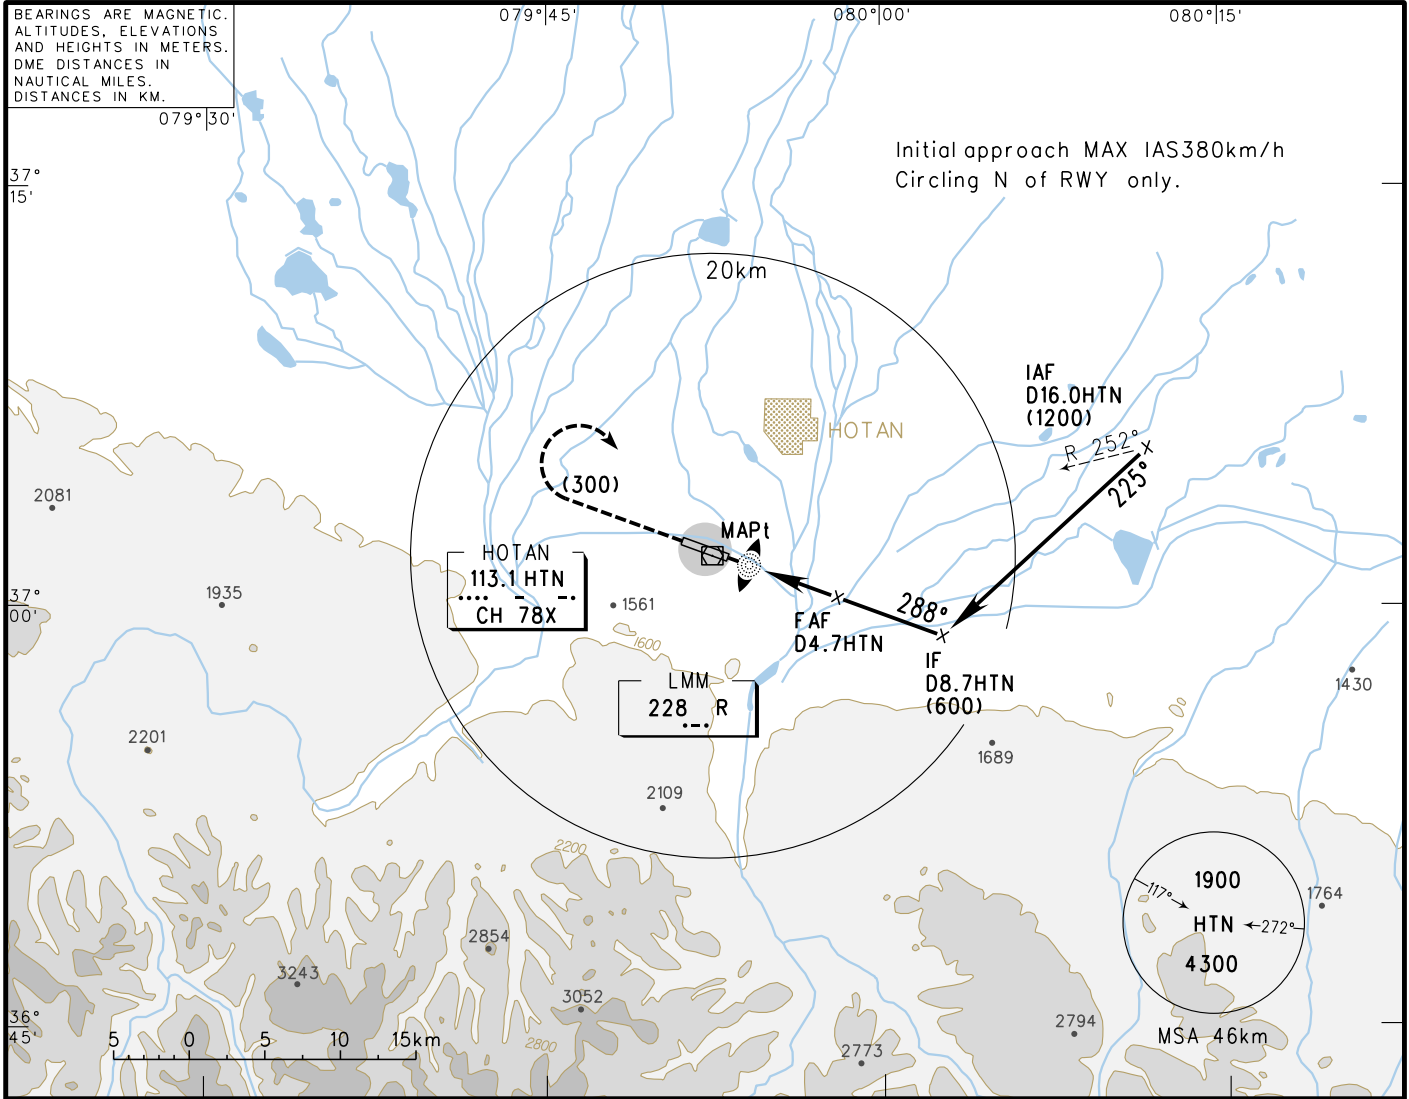 BEARINGS ARE MAGNETIC.
ALTITUDES, ELEVATIONS
AND HEIGHTS IN METERS.
DME DISTANCES IN
NAUTICAL MILES.
DISTANCES IN KM.
079°30'
079°45'
080°00'
080°15'
37°
15'
Initial approach MAX IAS380km/h
Circling N of RWY only.
20km
IAF
D16.0HTN
(1200)
R 252°
225°
HOTAN
2081
(300)
MAPt
HOTAN
113.1 HTN
CH 78X
1935
37°
00'
1561
1600
FAF
D4.7HTN
288°
IF
D8.7HTN
(600)
LMM
228 R
1430
2201
1689
2109
2200
1900
117°
HTN
272°
4300
MSA 46km
1764
2854
3243
3052
2794
2773
2800
36°
45'
5 0 5 10 15km